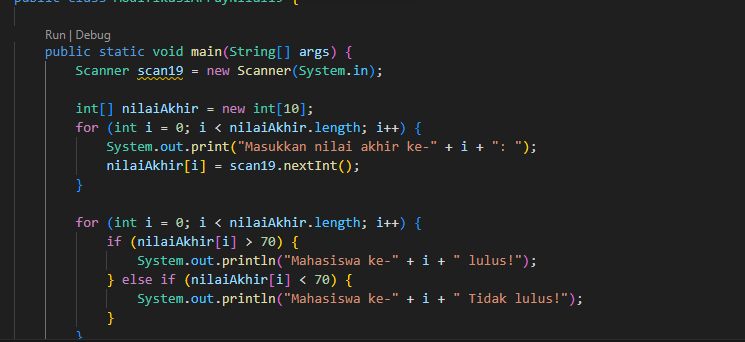 public class ModifikasiArrayNilai19 {
Run | Debug
public static void main(String[] args) {
Scanner scan19 = new Scanner(System.in);
int[] nilaiAkhir = new int[10];
for (int i = 0; i < nilaiAkhir.length; i++) {
System.out.print("Masukkan nilai akhir ke-" + i + ": ");
nilaiAkhir[i] = scan19.nextInt();
}
for (int i = 0; i < nilaiAkhir.length; i++) {
if (nilaiAkhir[i] > 70) {
System.out.println("Mahasiswa ke-" + i + " lulus!");
} else if (nilaiAkhir[i] < 70) {
System.out.println("Mahasiswa ke-" + i + " Tidak lulus!");
}
}